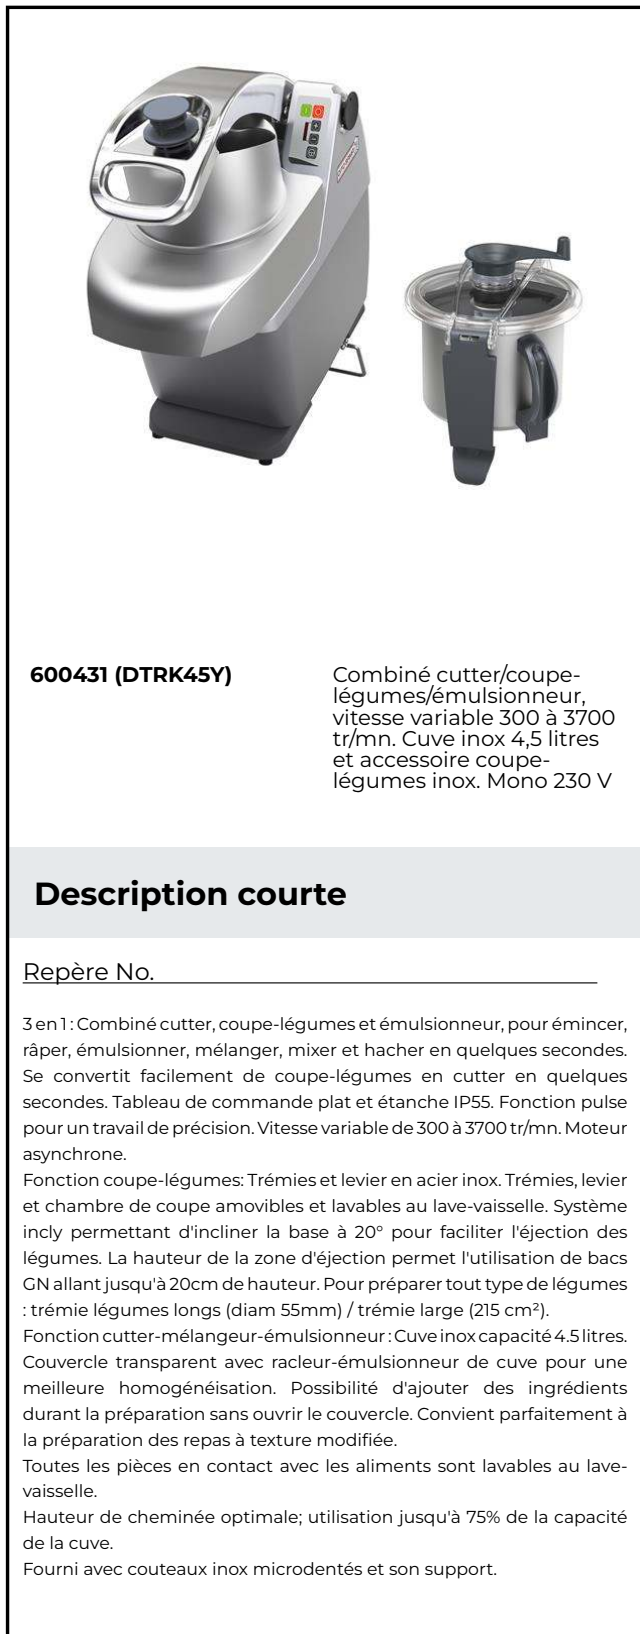 600431 (DTRK45Y)
Combiné cutter/coupe-
légumes/émulsionneur,
vitesse variable 300 à 3700
tr/mn. Cuve inox 4,5 litres
et accessoire coupe-
légumes inox. Mono 230 V
Description courte
Repère No.
3 en 1 : Combiné cutter, coupe-légumes et émulsionneur, pour émincer,
râper, émulsionner, mélanger, mixer et hacher en quelques secondes.
Se convertit facilement de coupe-légumes en cutter en quelques
secondes. Tableau de commande plat et étanche IP55. Fonction pulse
pour un travail de précision. Vitesse variable de 300 à 3700 tr/mn. Moteur
asynchrone.
Fonction coupe-légumes: Trémies et levier en acier inox. Trémies, levier
et chambre de coupe amovibles et lavables au lave-vaisselle. Système
incly permettant d'incliner la base à 20° pour faciliter l'éjection des
légumes. La hauteur de la zone d'éjection permet l'utilisation de bacs
GN allant jusqu'à 20cm de hauteur. Pour préparer tout type de légumes
: trémie légumes longs (diam 55mm) / trémie large (215 cm²).
Fonction cutter-mélangeur-émulsionneur : Cuve inox capacité 4.5 litres.
Couvercle transparent avec racleur-émulsionneur de cuve pour une
meilleure homogénéisation. Possibilité d'ajouter des ingrédients
durant la préparation sans ouvrir le couvercle. Convient parfaitement à
la préparation des repas à texture modifiée.
Toutes les pièces en contact avec les aliments sont lavables au lave-
vaisselle.
Hauteur de cheminée optimale; utilisation jusqu'à 75% de la capacité
de la cuve.
Fourni avec couteaux inox microdentés et son support.